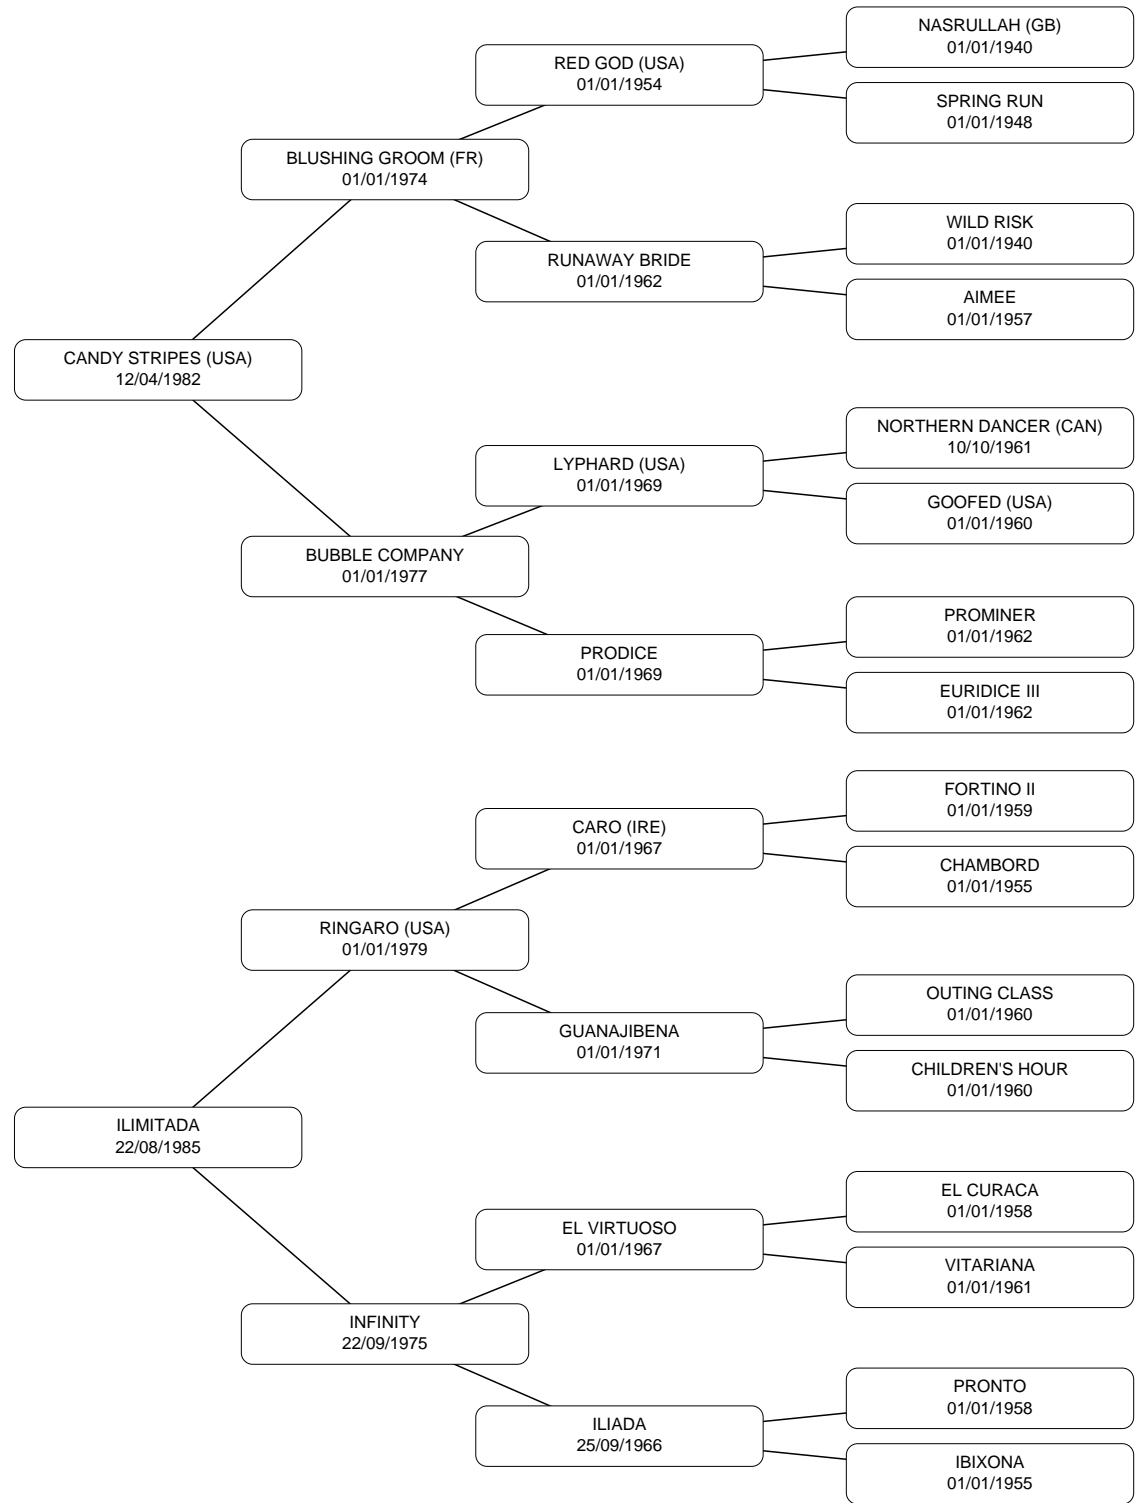 NASRULLAH (GB)
01/01/1940
RED GOD (USA)
01/01/1954
SPRING RUN
01/01/1948
BLUSHING GROOM (FR)
01/01/1974
WILD RISK
01/01/1940
RUNAWAY BRIDE
01/01/1962
AIMEE
01/01/1957
CANDY STRIPES (USA)
12/04/1982
NORTHERN DANCER (CAN)
10/10/1961
LYPHARD (USA)
01/01/1969
GOOFED (USA)
01/01/1960
BUBBLE COMPANY
01/01/1977
PROMINER
01/01/1962
PRODICE
01/01/1969
EURIDICE III
01/01/1962
FORTINO II
01/01/1959
CARO (IRE)
01/01/1967
CHAMBORD
01/01/1955
RINGARO (USA)
01/01/1979
OUTING CLASS
01/01/1960
GUANAJIBENA
01/01/1971
CHILDREN'S HOUR
01/01/1960
ILIMITADA
22/08/1985
EL CURACA
01/01/1958
EL VIRTUOSO
01/01/1967
VITARIANA
01/01/1961
INFINITY
22/09/1975
PRONTO
01/01/1958
ILIADA
25/09/1966
IBIXONA
01/01/1955